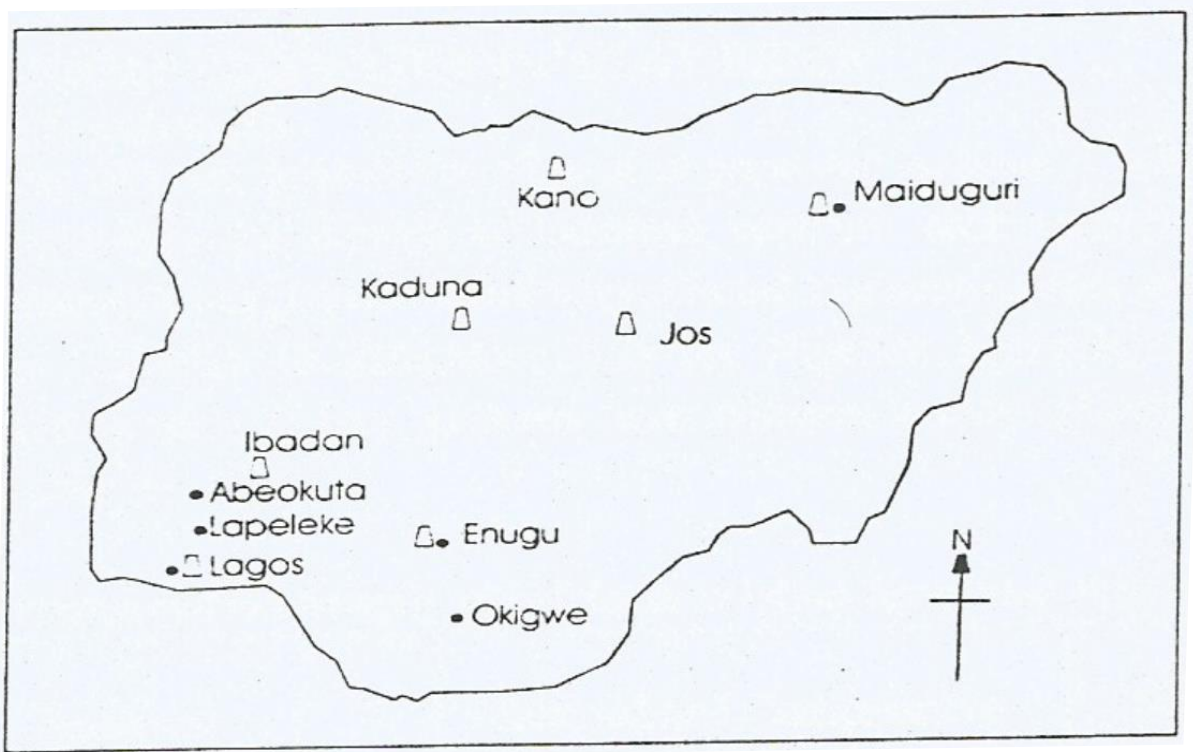 Kano
Maiduguri
Kaduna
Jos
Ibadan
Abeokuta
Lapeleke
Enugu
Lagos
N
Okigwe